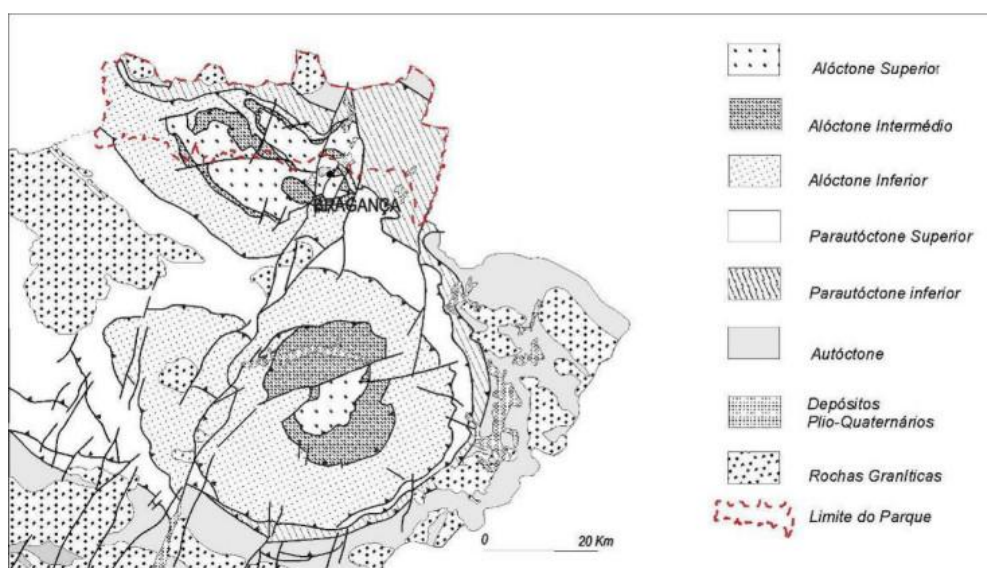 Alóctone Superior
Alóctone Intermédio
Alóctone Inferior
Parautóctone Superior
Parautóctone inferior
Autóctone
Depósitos
Plio-Quaternários
Rochas Graníticas
Limite do Parque
BRAGANÇA
0 20 Km